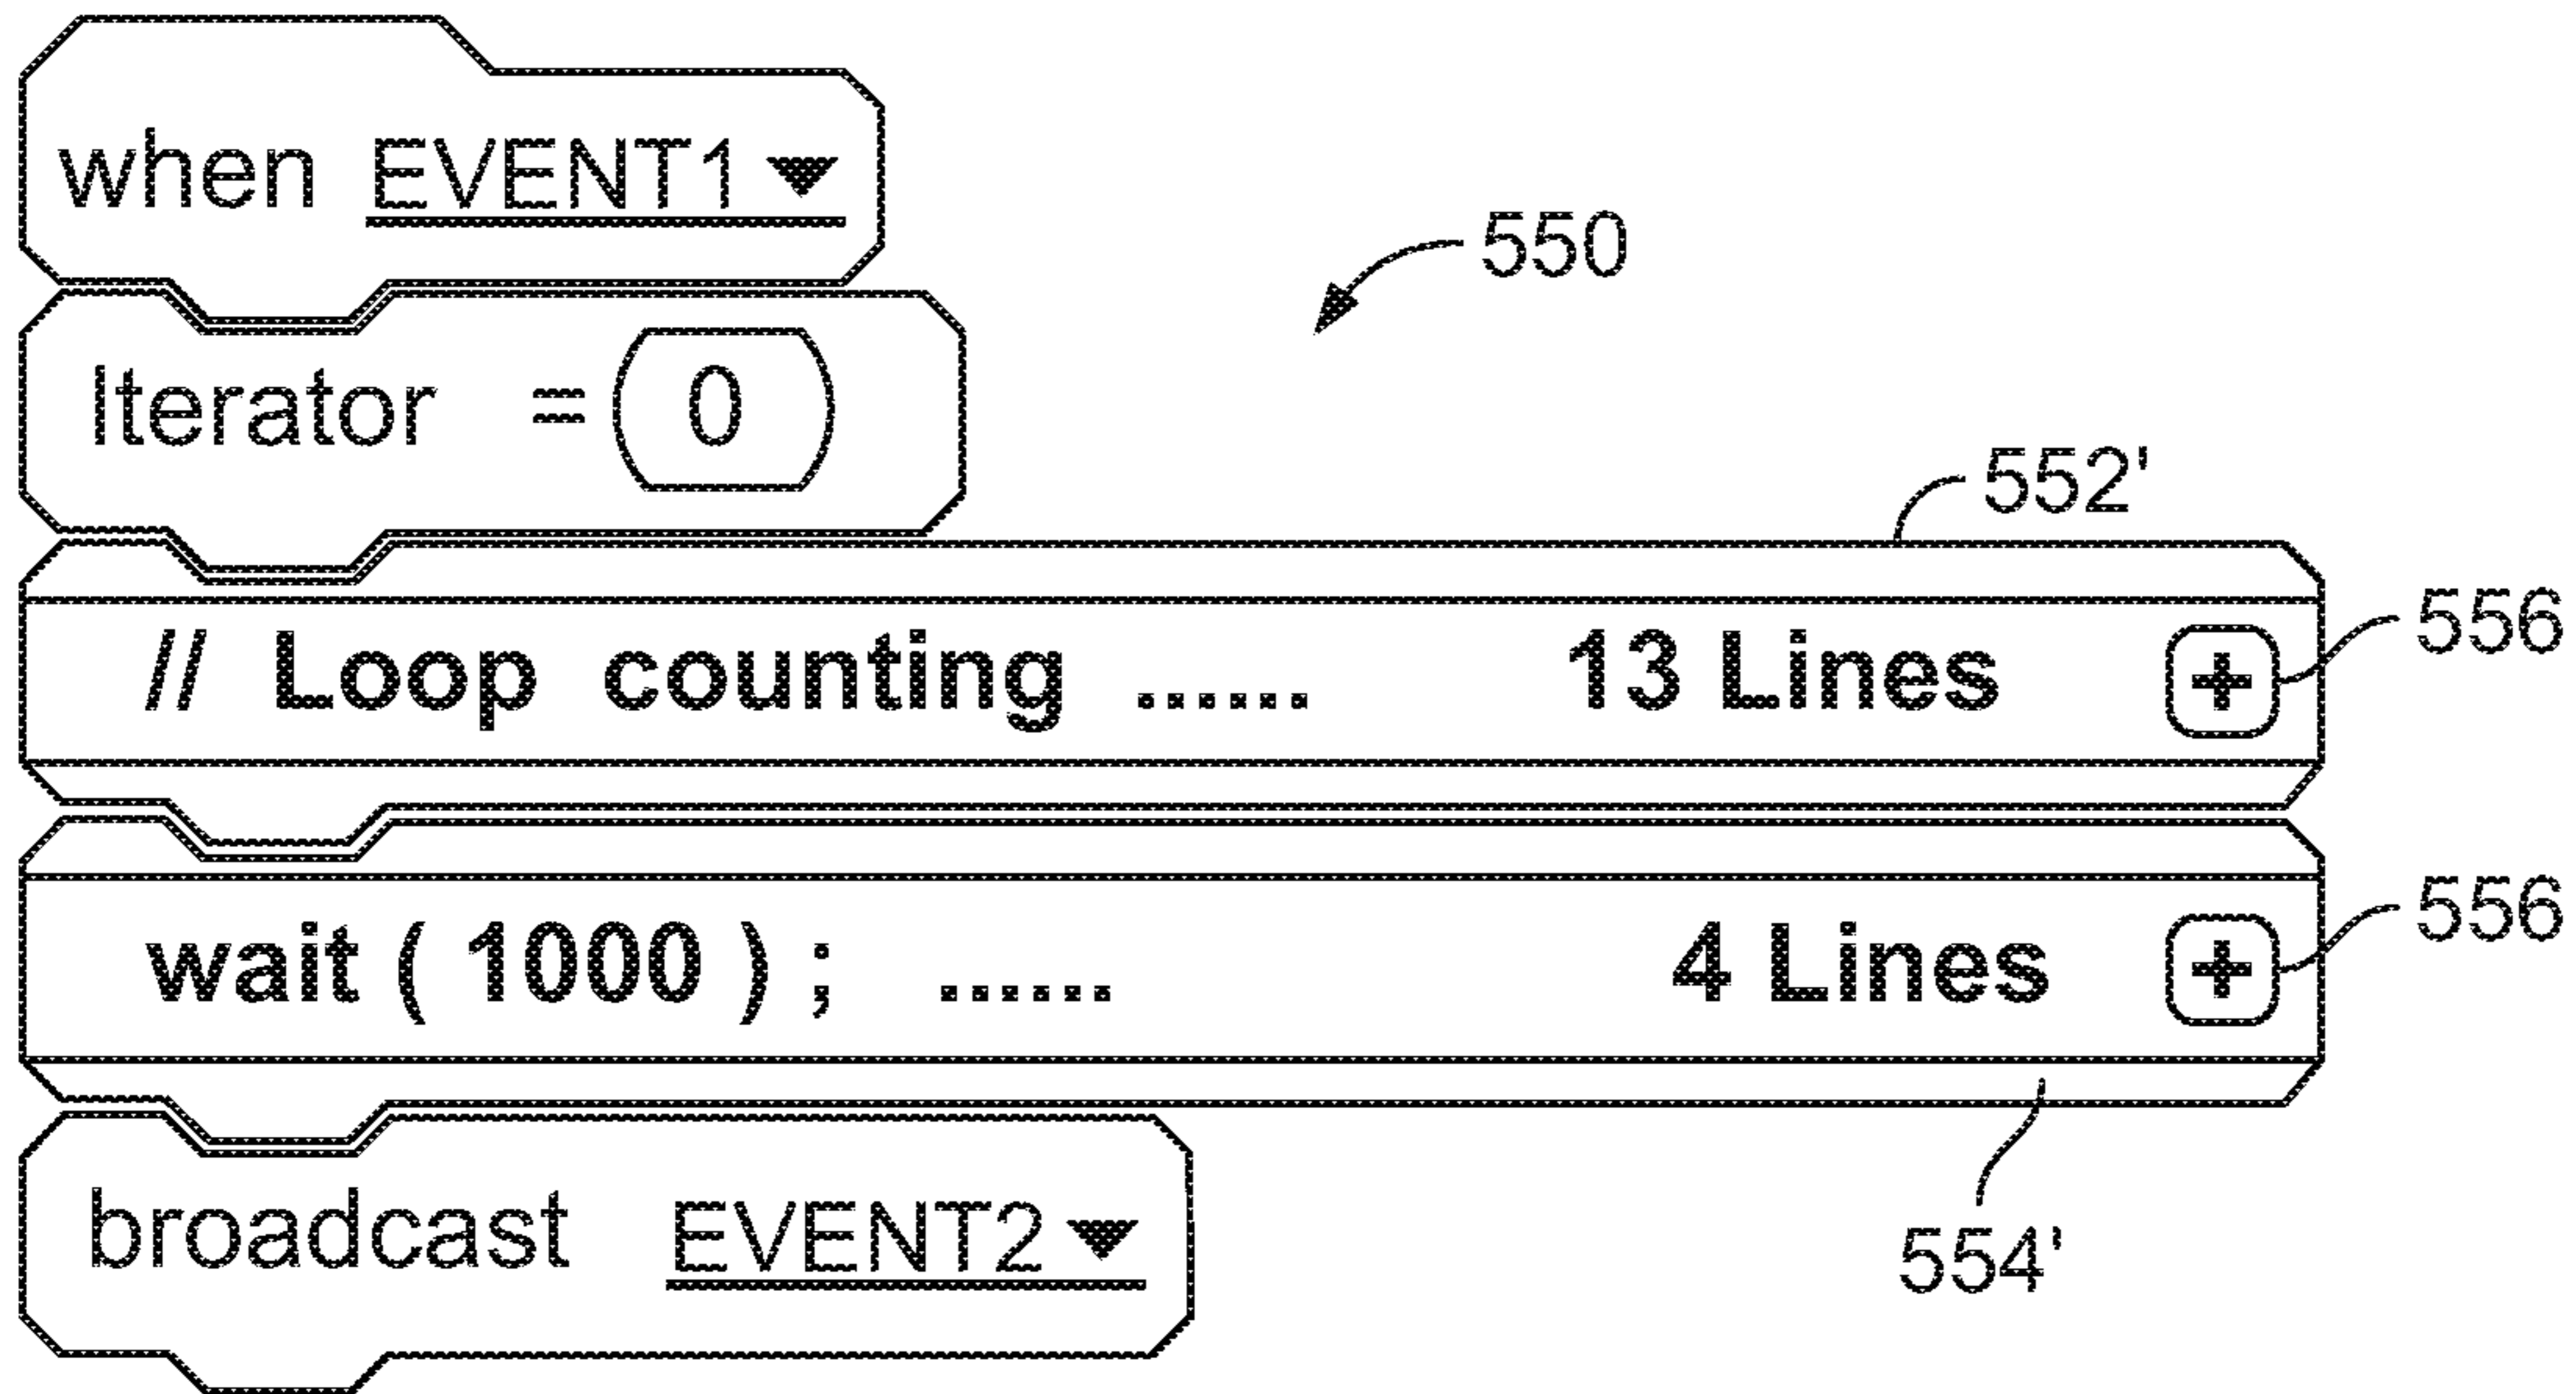 when EVENT1
550
Iterator = 0
552'
// Loop counting ...... 13 Lines +
556
wait ( 1000 ) ; ...... 4 Lines +
556
broadcast EVENT2
554'